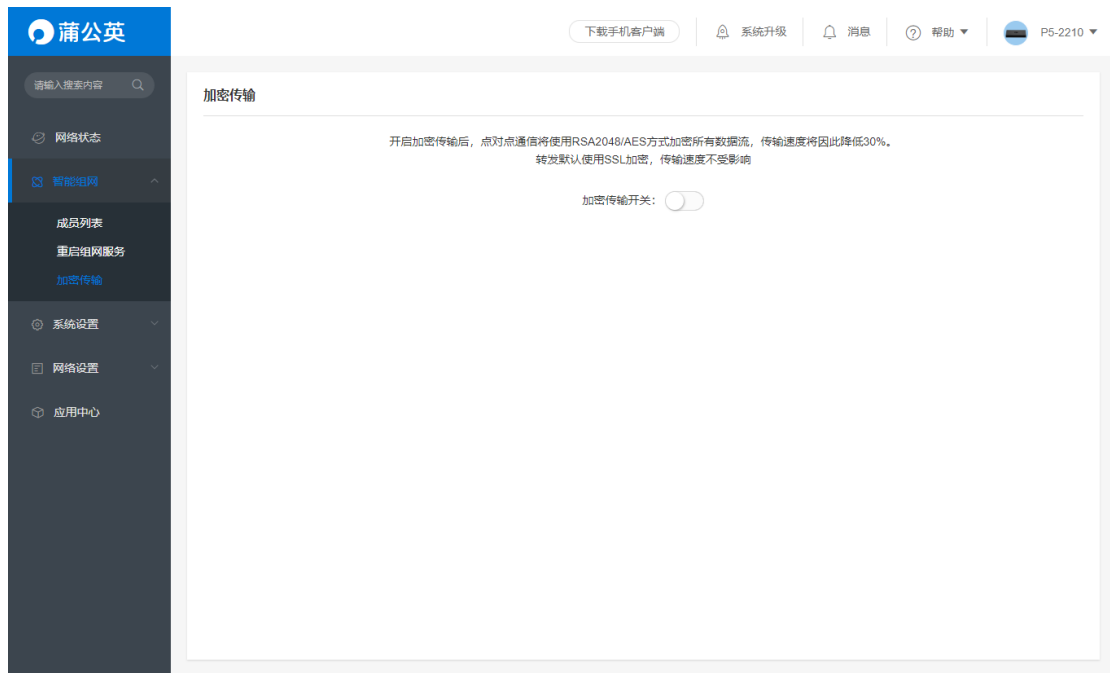 蒲公英
下载手机客户端
系统升级
消息
帮助
P5-2210
请输入搜索内容
网络状态
智能组网
成员列表
重启组网服务
加密传输
系统设置
网络设置
应用中心
加密传输
开启加密传输后，点对点通信将使用RSA2048/AES方式加密所有数据流，传输速度将因此降低30%。
转发默认使用SSL加密，传输速度不受影响
加密传输开关：